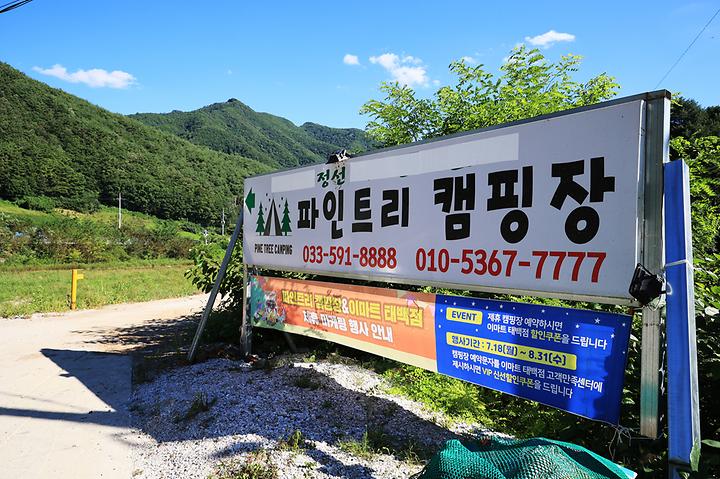 정선
파인트리 캠핑장
PINE TREE CAMPING
033-591-8888 010-5367-7777
파인트리 캠핑장&이마트 태백점
제휴 마케팅 행사 안내
EVENT
제휴 캠핑장 예약하시면
이마트 태백점 할인쿠폰을 드립니다
행사기간 : 7.18(월) ~ 8.31(수)
캠핑장 예약문자를 이마트 태백점 고객만족센터에
제시하시면 VIP 신선할인쿠폰을 드립니다.